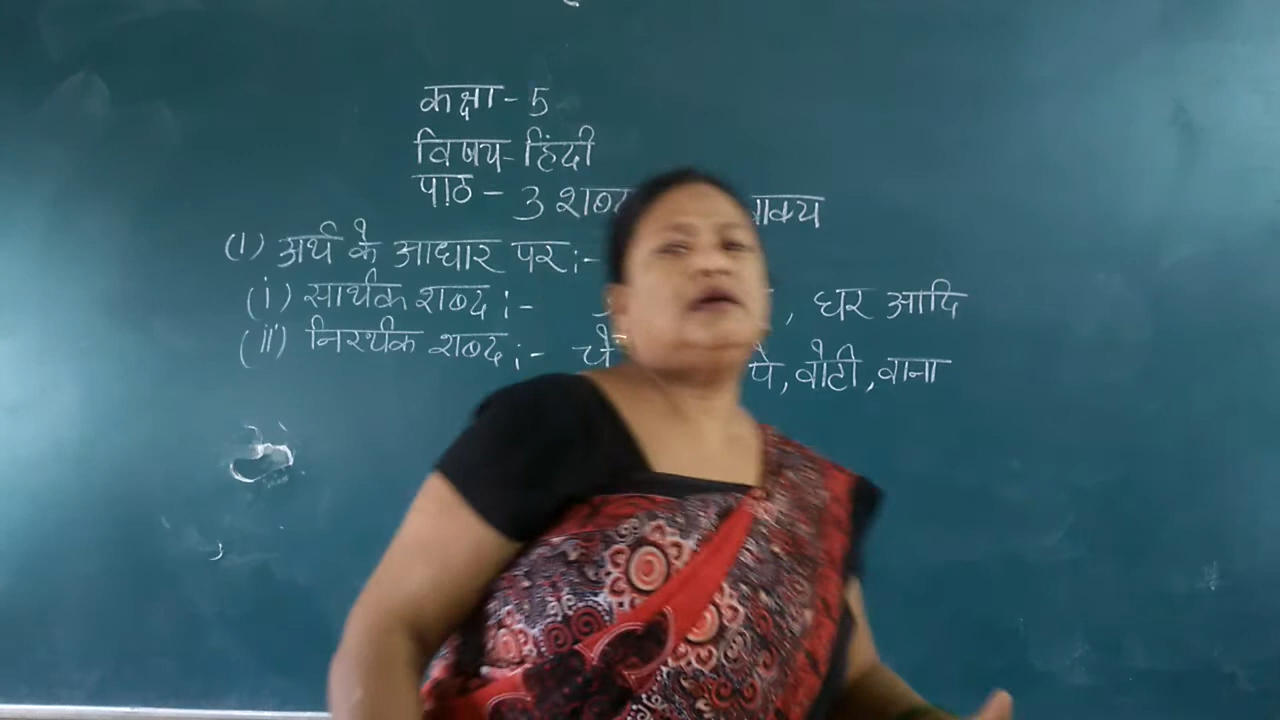 कक्षा - 5
विषय - हिंदी
पाठ - 3 शब्द वाक्य
(1) अर्थ के आधार पर :-
(i) सार्थक शब्द :- , घर आदि
(ii) निरर्थक शब्द :- पे, वोटी, वाना